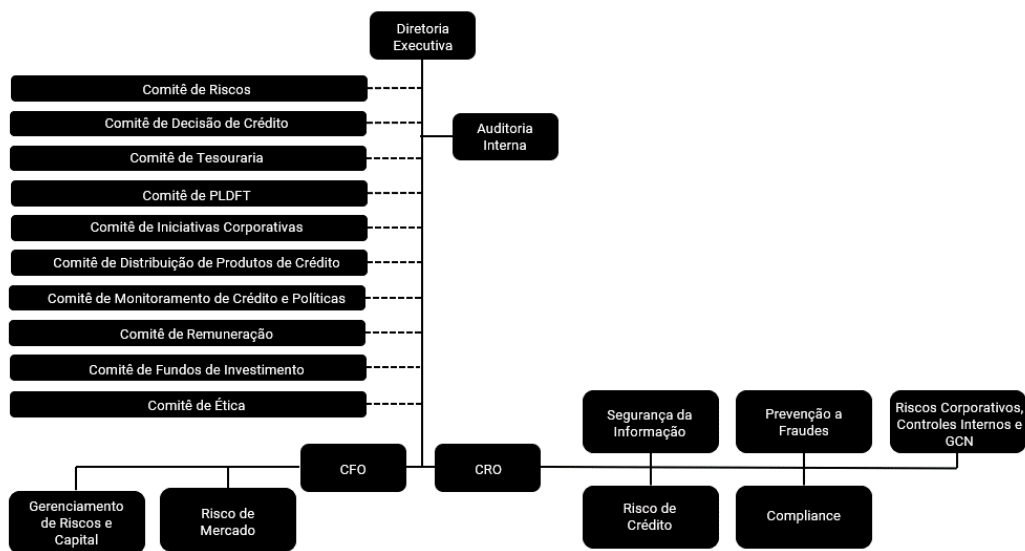 Diretoria
Executiva
Comitê de Riscos
Comitê de Decisão de Crédito
Auditoria
Interna
Comitê de Tesouraria
Comitê de PLDFT
Comitê de Iniciativas Corporativas
Comitê de Distribuição de Produtos de Crédito
Comitê de Monitoramento de Crédito e Políticas
Comitê de Remuneração
Comitê de Fundos de Investimento
Comitê de Ética
Segurança da
Informação
Prevenção a
Fraudes
Riscos Corporativos,
Controles Internos e
GCN
CFO
CRO
Gerenciamento
de Riscos e
Capital
Risco de
Mercado
Risco de
Crédito
Compliance